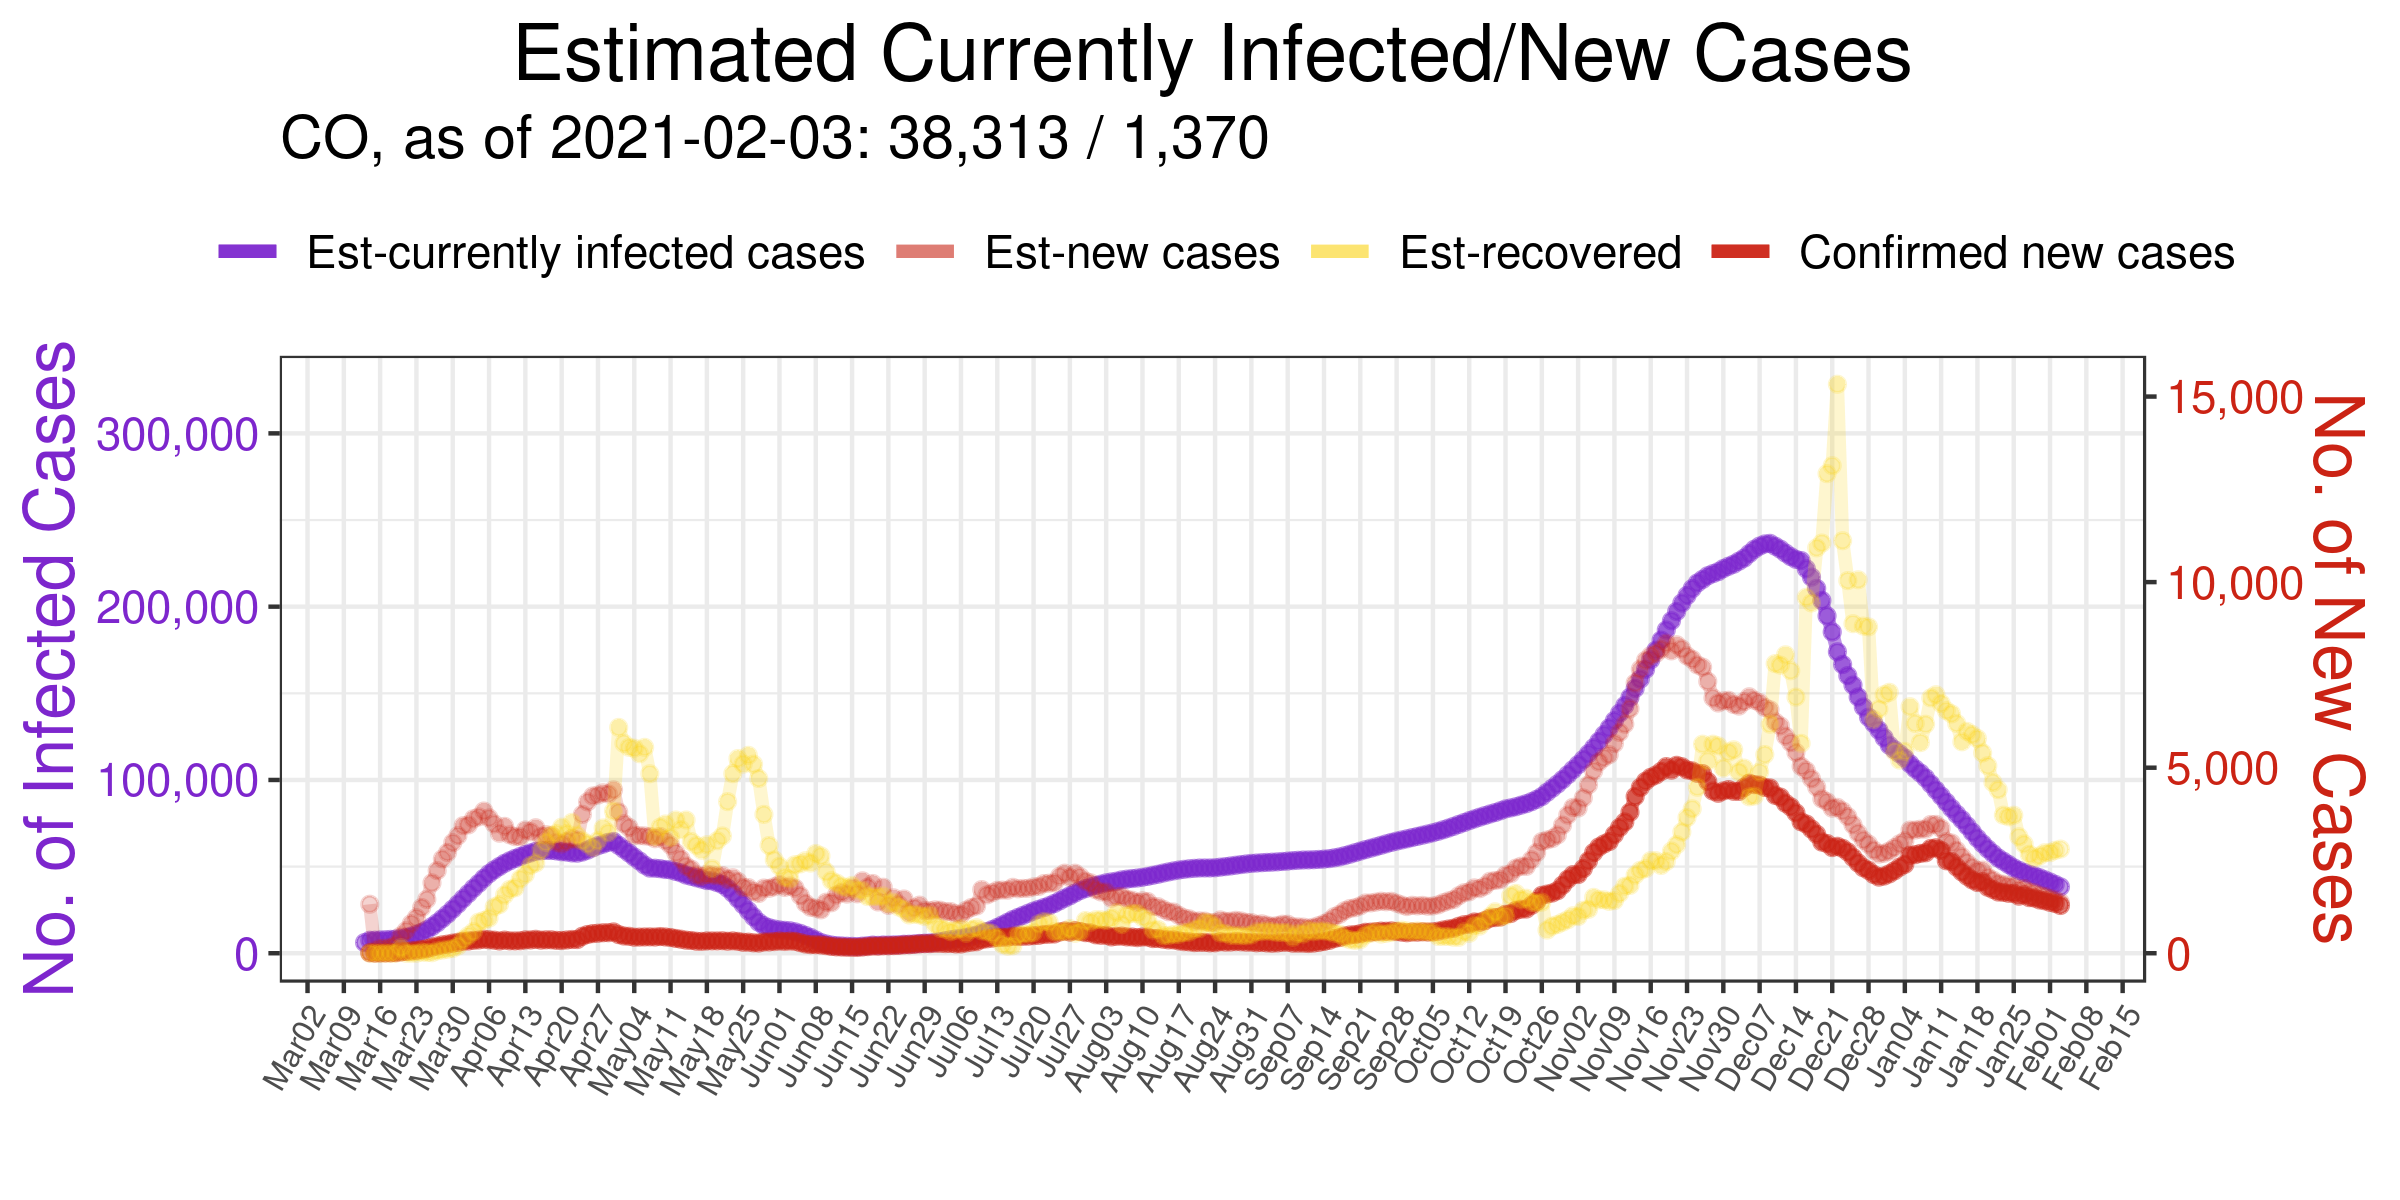 Estimated Currently Infected/New Cases
CO, as of 2021-02-03: 38,313 / 1,370
Est-currently infected cases
Est-new cases
Est-recovered
Confirmed new cases
No. of Infected Cases
300,000
200,000
100,000
0
15,000
10,000
5,000
0
No. of New Cases
Mar02
Mar09
Mar16
Mar23
Mar30
Apr06
Apr13
Apr20
Apr27
May04
May11
May18
May25
Jun01
Jun08
Jun15
Jun22
Jun29
Jul06
Jul13
Jul20
Jul27
Aug03
Aug10
Aug17
Aug24
Aug31
Sep07
Sep14
Sep21
Sep28
Oct05
Oct12
Oct19
Oct26
Nov02
Nov09
Nov16
Nov23
Nov30
Dec07
Dec14
Dec21
Dec28
Jan04
Jan11
Jan18
Jan25
Feb01
Feb08
Feb15